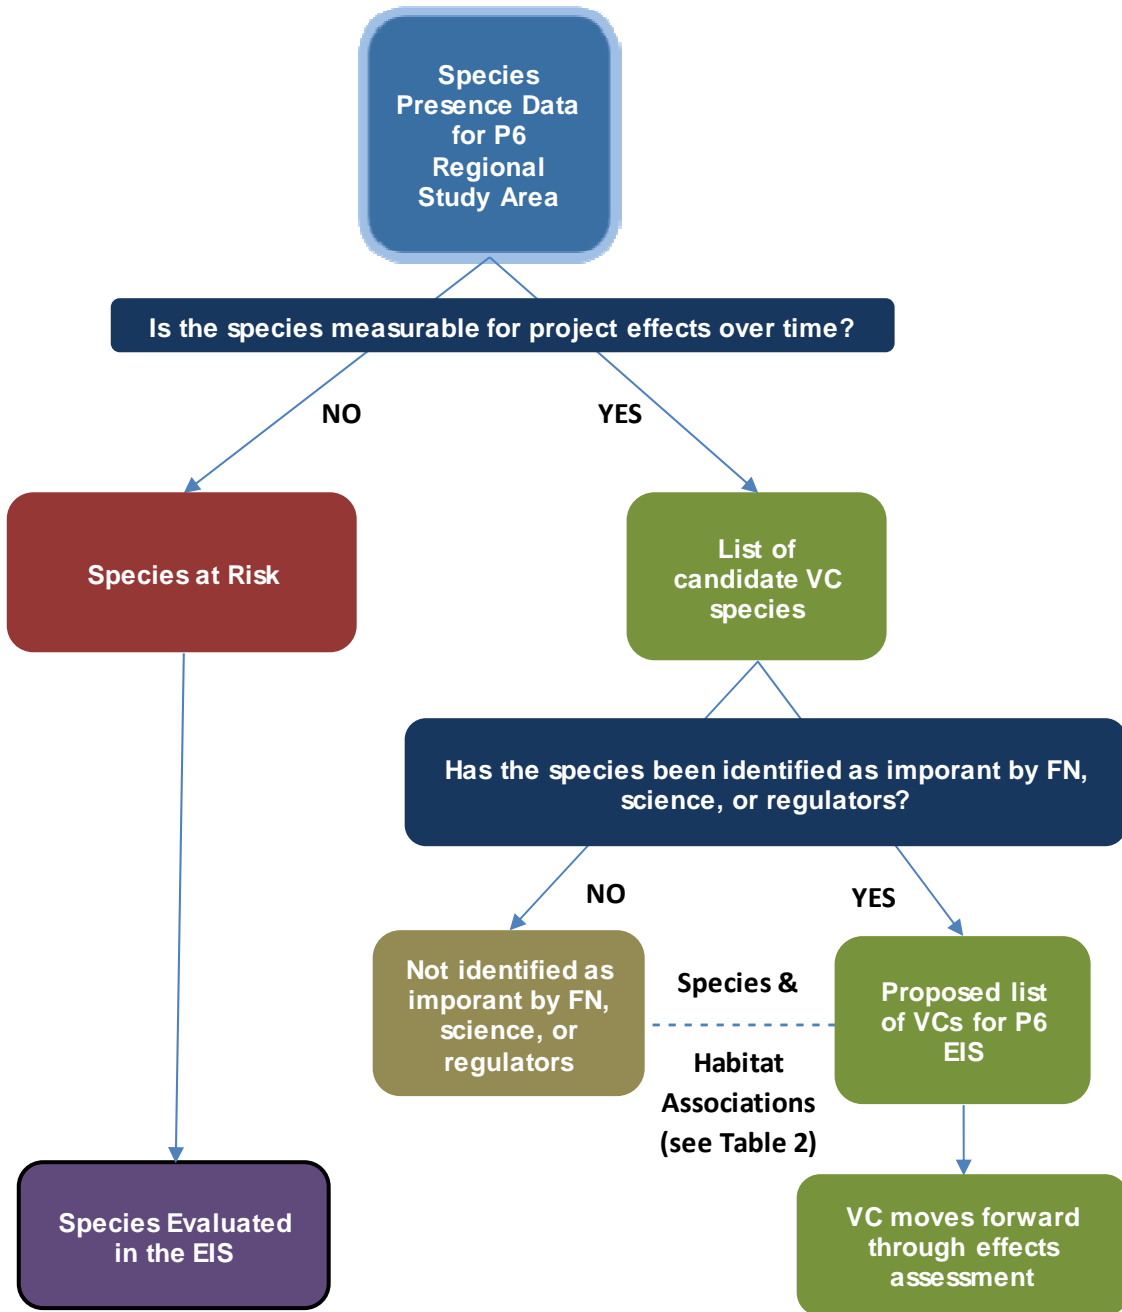 Species
Presence Data
for P6
Regional
Study Area
Is the species measurable for project effects over time?
NO
YES
Species at Risk
List of
candidate VC
species
Has the species been identified as imporant by FN,
science, or regulators?
NO
YES
Not identified as
imporant by FN,
science, or
regulators
Species &
Habitat
Associations
(see Table 2)
Proposed list
of VCs for P6
EIS
Species Evaluated
in the EIS
VC moves forward
through effects
assessment